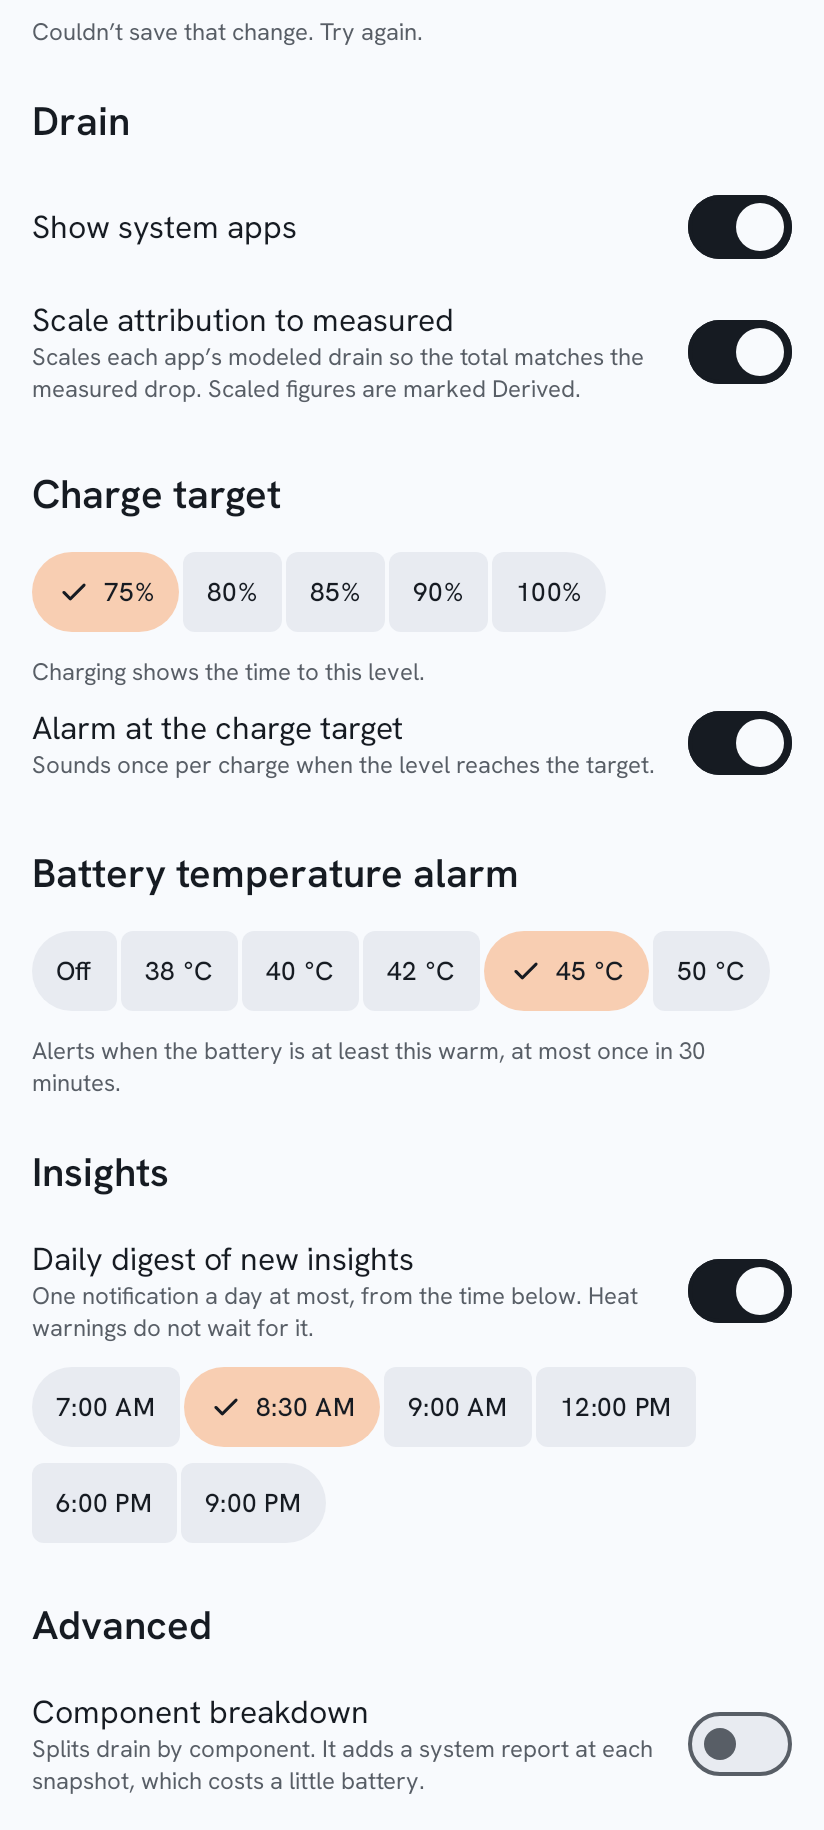 Couldn’t save that change. Try again.
Drain
Show system apps
Scale attribution to measured
Scales each app’s modeled drain so the total matches the
measured drop. Scaled figures are marked Derived.
Charge target
75%
80%
85%
90%
100%
Charging shows the time to this level.
Alarm at the charge target
Sounds once per charge when the level reaches the target.
Battery temperature alarm
Off
38 °C
40 °C
42 °C
45 °C
50 °C
Alerts when the battery is at least this warm, at most once in 30
minutes.
Insights
Daily digest of new insights
One notification a day at most, from the time below. Heat
warnings do not wait for it.
7:00 AM
8:30 AM
9:00 AM
12:00 PM
6:00 PM
9:00 PM
Advanced
Component breakdown
Splits drain by component. It adds a system report at each
snapshot, which costs a little battery.